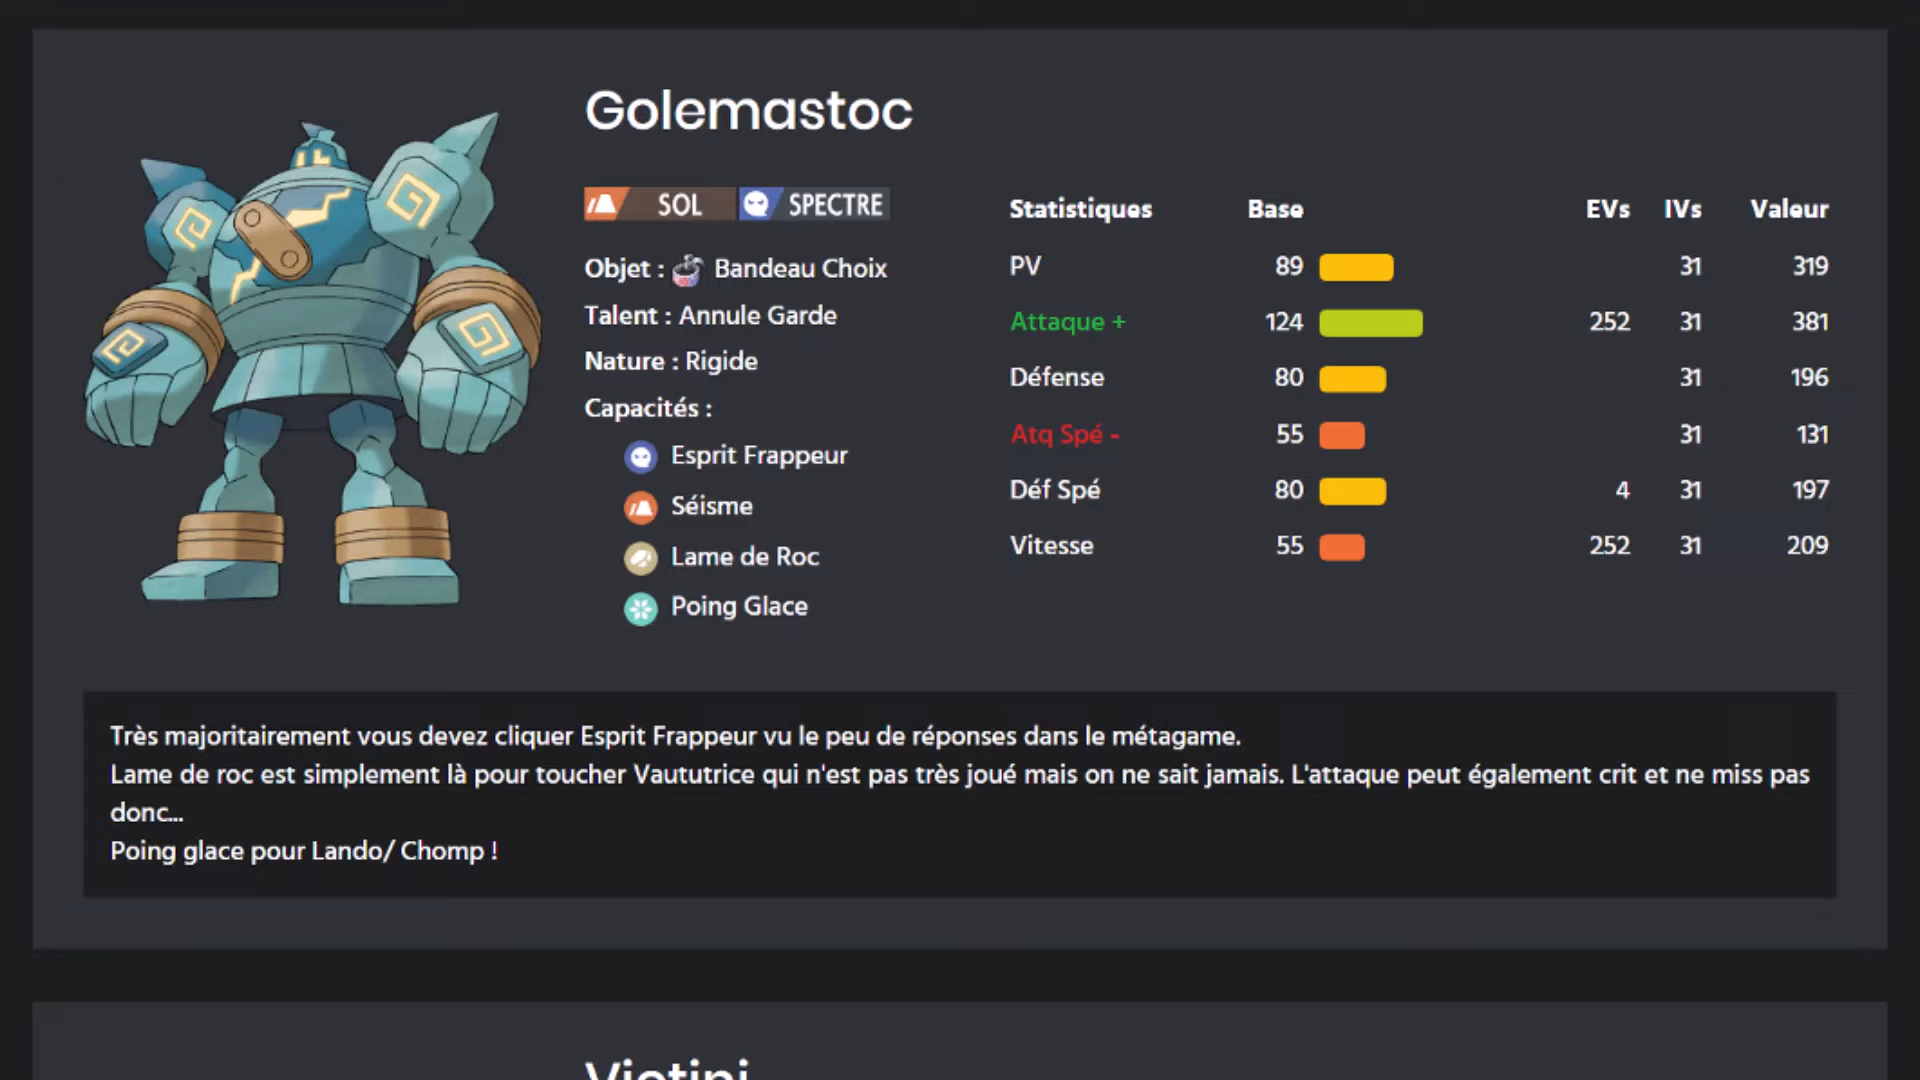 Golemastoc
SOL SPECTRE
Objet : Bandeau Choix
Talent : Annule Garde
Nature : Rigide
Capacités :
Esprit Frappeur
Séisme
Lame de Roc
Poing Glace
Statistiques Base EVs IVs Valeur
PV 89 31 319
Attaque + 124 252 31 381
Défense 80 31 196
Atq Spé - 55 31 131
Déf Spé 80 4 31 197
Vitesse 55 252 31 209
Très majoritairement vous devez cliquer Esprit Frappeur vu le peu de réponses dans le métagame.
Lame de roc est simplement là pour toucher Vaututrice qui n'est pas très joué mais on ne sait jamais. L'attaque peut également crit et ne miss pas
donc...
Poing glace pour Lando/ Chomp !
Victini